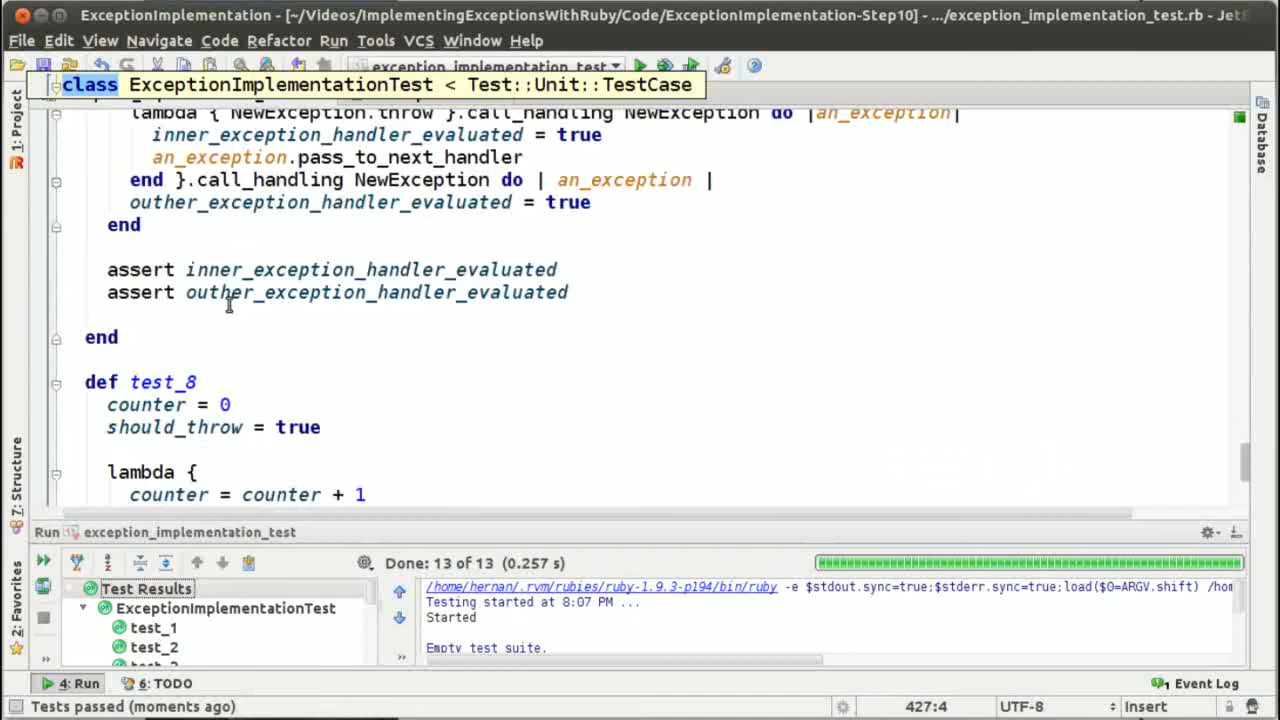 ExceptionImplementation - [~/Videos/ImplementingExceptionsWithRuby/Code/ExceptionImplementation-Step10] - .../exception_implementation_test.rb - JetB
File Edit View Navigate Code Refactor Run Tools VCS Window Help
exception_implementation_test
class ExceptionImplementationTest < Test::Unit::TestCase
lambda { NewException.throw }.call_handling NewException do |an_exception|
inner_exception_handler_evaluated = true
an_exception.pass_to_next_handler
end }.call_handling NewException do | an_exception |
outher_exception_handler_evaluated = true
end
assert inner_exception_handler_evaluated
assert outher_exception_handler_evaluated
end
def test_8
counter = 0
should_throw = true
lambda {
counter = counter + 1
1: Project
7: Structure
2: Favorites
Database
Run exception_implementation_test
Done: 13 of 13 (0.257 s)
Test Results
ExceptionImplementationTest
test_1
test_2
/home/hernan/.rvm/rubies/ruby-1.9.3-p194/bin/ruby -e $stdout.sync=true;$stderr.sync=true;load($0=ARGV.shift) /hom
Testing started at 8:07 PM ...
Started
Empty test suite.
4: Run 6: TODO Event Log
Tests passed (moments ago) 427:4 UTF-8 Insert